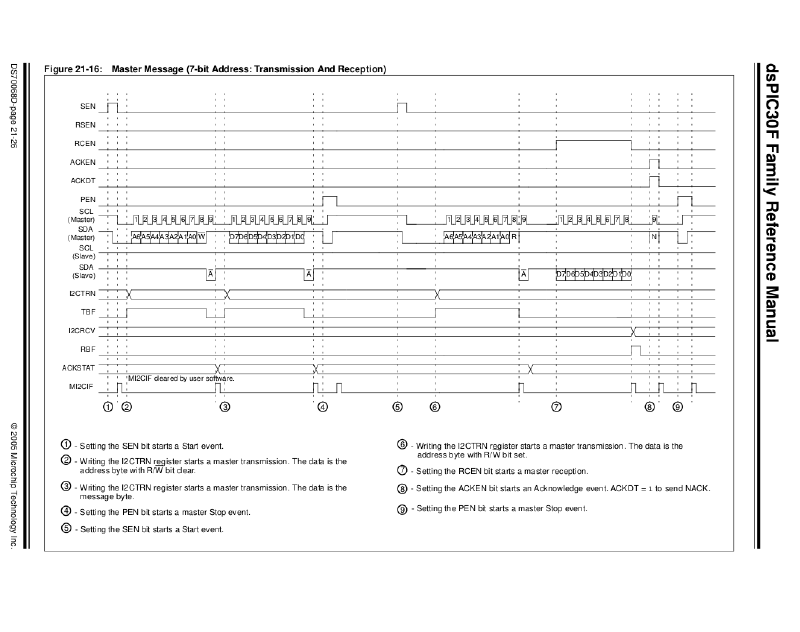 dsPIC30F Family Reference Manual
Figure 21-16: Master Message (7-bit Address: Transmission And Reception)
SEN
RSEN
RCEN
ACKEN
ACKDT
PEN
SCL
(Master)
1 2 3 4 5 6 7 8 9 1 2 3 4 5 6 7 8 9 1 2 3 4 5 6 7 8 9 1 2 3 4 5 6 7 8 9
SDA
(Master)
A6 A5 A4 A3 A2 A1 A0 W D7 D6 D5 D4 D3 D2 D1 D0 A6 A5 A4 A3 A2 A1 A0 R N
SCL
(Slave)
SDA
(Slave)
A A A D7 D6 D5 D4 D3 D2 D1 D0
I2CTRN
TBF
I2CRCV
RBF
ACKSTAT
MI2CIF
MI2CIF cleared by user software.
1 2 3 4 5 6 7 8 9
1 - Setting the SEN bit starts a Start event.
2 - Writing the I2CTRN register starts a master transmission. The data is the
address byte with R/W bit clear.
3 - Writing the I2CTRN register starts a master transmission. The data is the
message byte.
4 - Setting the PEN bit starts a master Stop event.
5 - Setting the SEN bit starts a Start event.
6 - Writing the I2CTRN register starts a master transmission. The data is the
address byte with R/W bit set.
7 - Setting the RCEN bit starts a master reception.
8 - Setting the ACKEN bit starts an Acknowledge event. ACKDT = 1 to send NACK.
9 - Setting the PEN bit starts a master Stop event.
DS70068D-page 21-26
© 2005 Microchip Technology Inc.